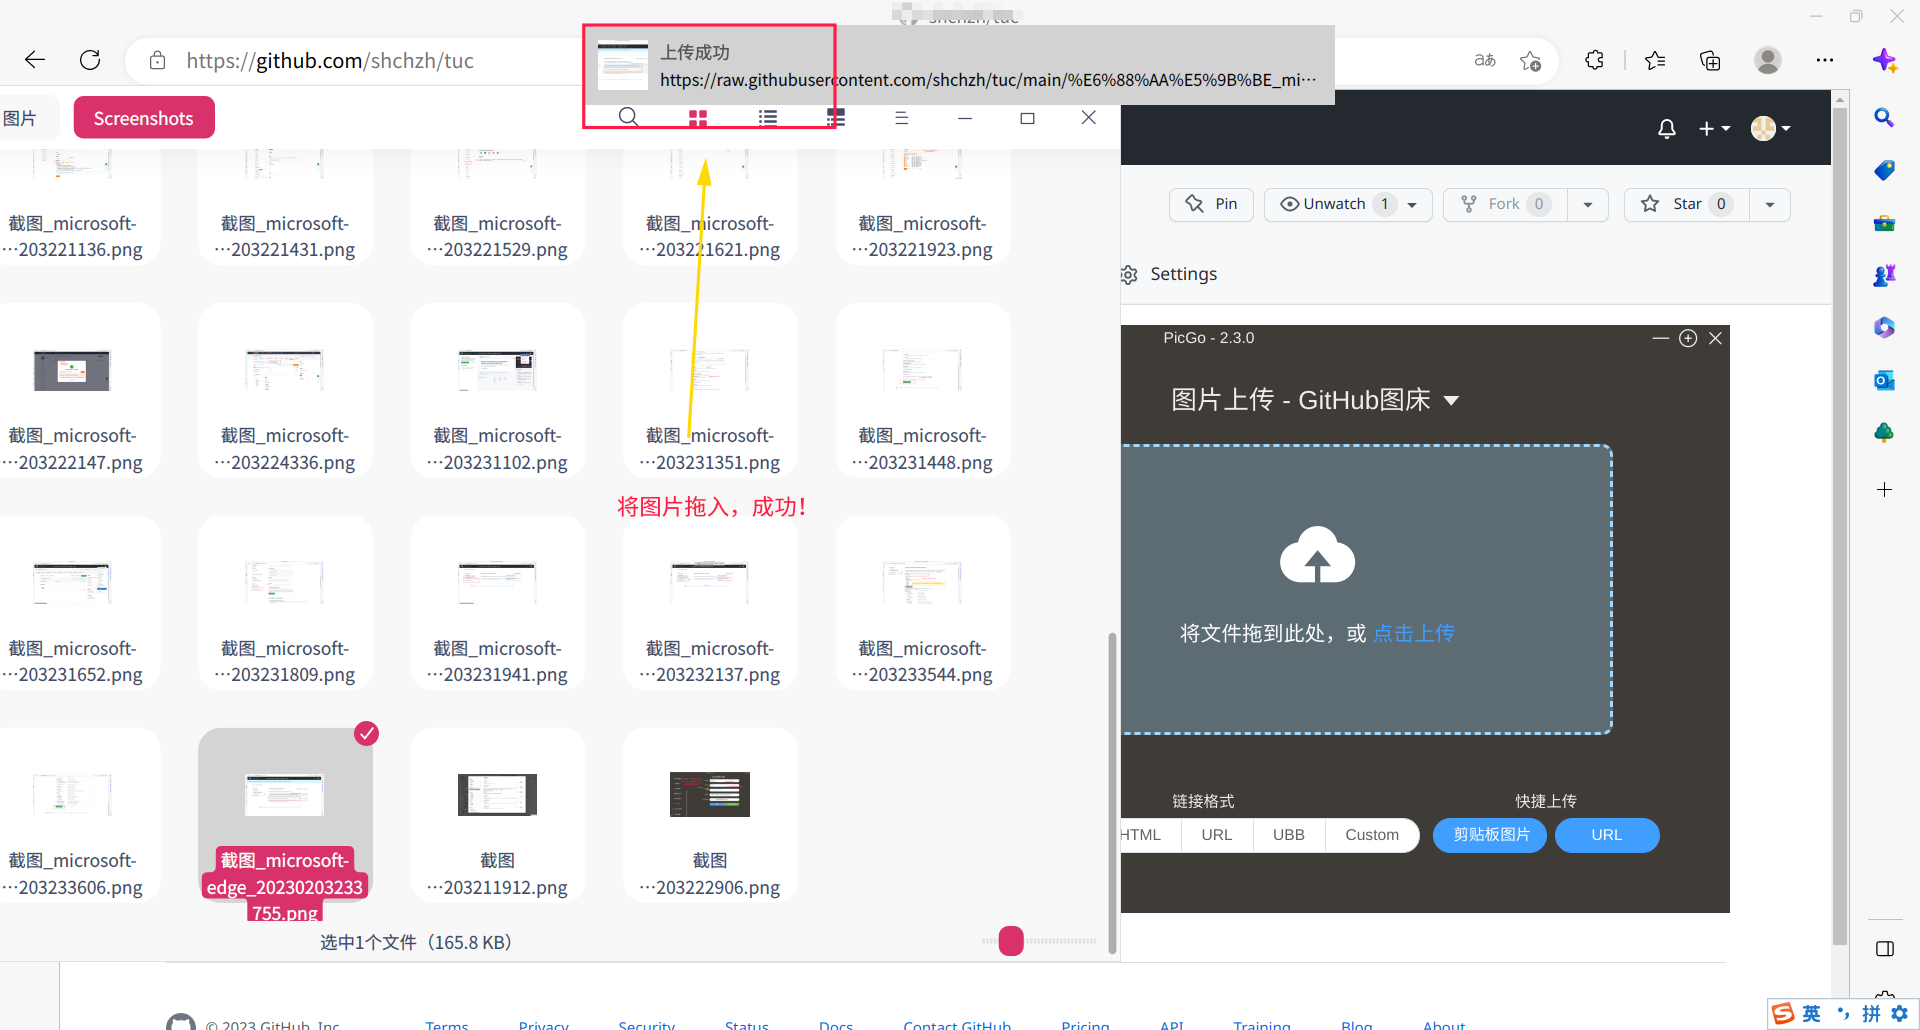 shchzh/tuc
https://github.com/shchzh/tuc
上传成功
https://raw.githubusercontent.com/shchzh/tuc/main/%E6%88%AA%E5%9B%BE_mi⋯
图片
Screenshots
Pin
Unwatch 1
Fork 0
Star 0
Settings
截图_microsoft-
⋯203221136.png
截图_microsoft-
⋯203221431.png
截图_microsoft-
⋯203221529.png
截图_microsoft-
⋯203221621.png
截图_microsoft-
⋯203221923.png
截图_microsoft-
⋯203222147.png
截图_microsoft-
⋯203224336.png
截图_microsoft-
⋯203231102.png
截图_microsoft-
⋯203231351.png
截图_microsoft-
⋯203231448.png
将图片拖入，成功！
截图_microsoft-
⋯203231652.png
截图_microsoft-
⋯203231809.png
截图_microsoft-
⋯203231941.png
截图_microsoft-
⋯203232137.png
截图_microsoft-
⋯203233544.png
截图_microsoft-
⋯203233606.png
截图_microsoft-
edge_20230203233
755.png
截图
⋯203211912.png
截图
⋯203222906.png
选中1个文件（165.8 KB）
PicGo - 2.3.0
图片上传 - GitHub图床
将文件拖到此处，或 点击上传
链接格式
快捷上传
HTML
URL
UBB
Custom
剪贴板图片
URL
© 2023 GitHub, Inc.
Terms
Privacy
Security
Status
Docs
Contact GitHub
Pricing
API
Training
Blog
About
英
拼